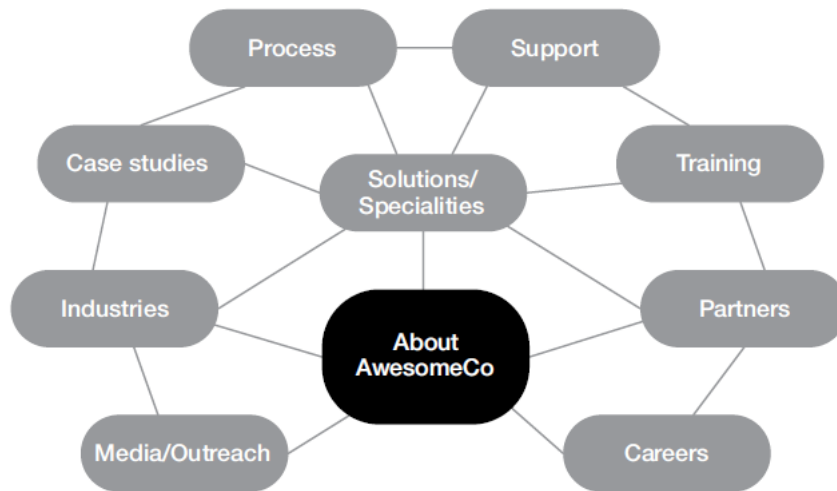 Process
Support
Case studies
Solutions/
Specialities
Training
Industries
About
AwesomeCo
Partners
Media/Outreach
Careers